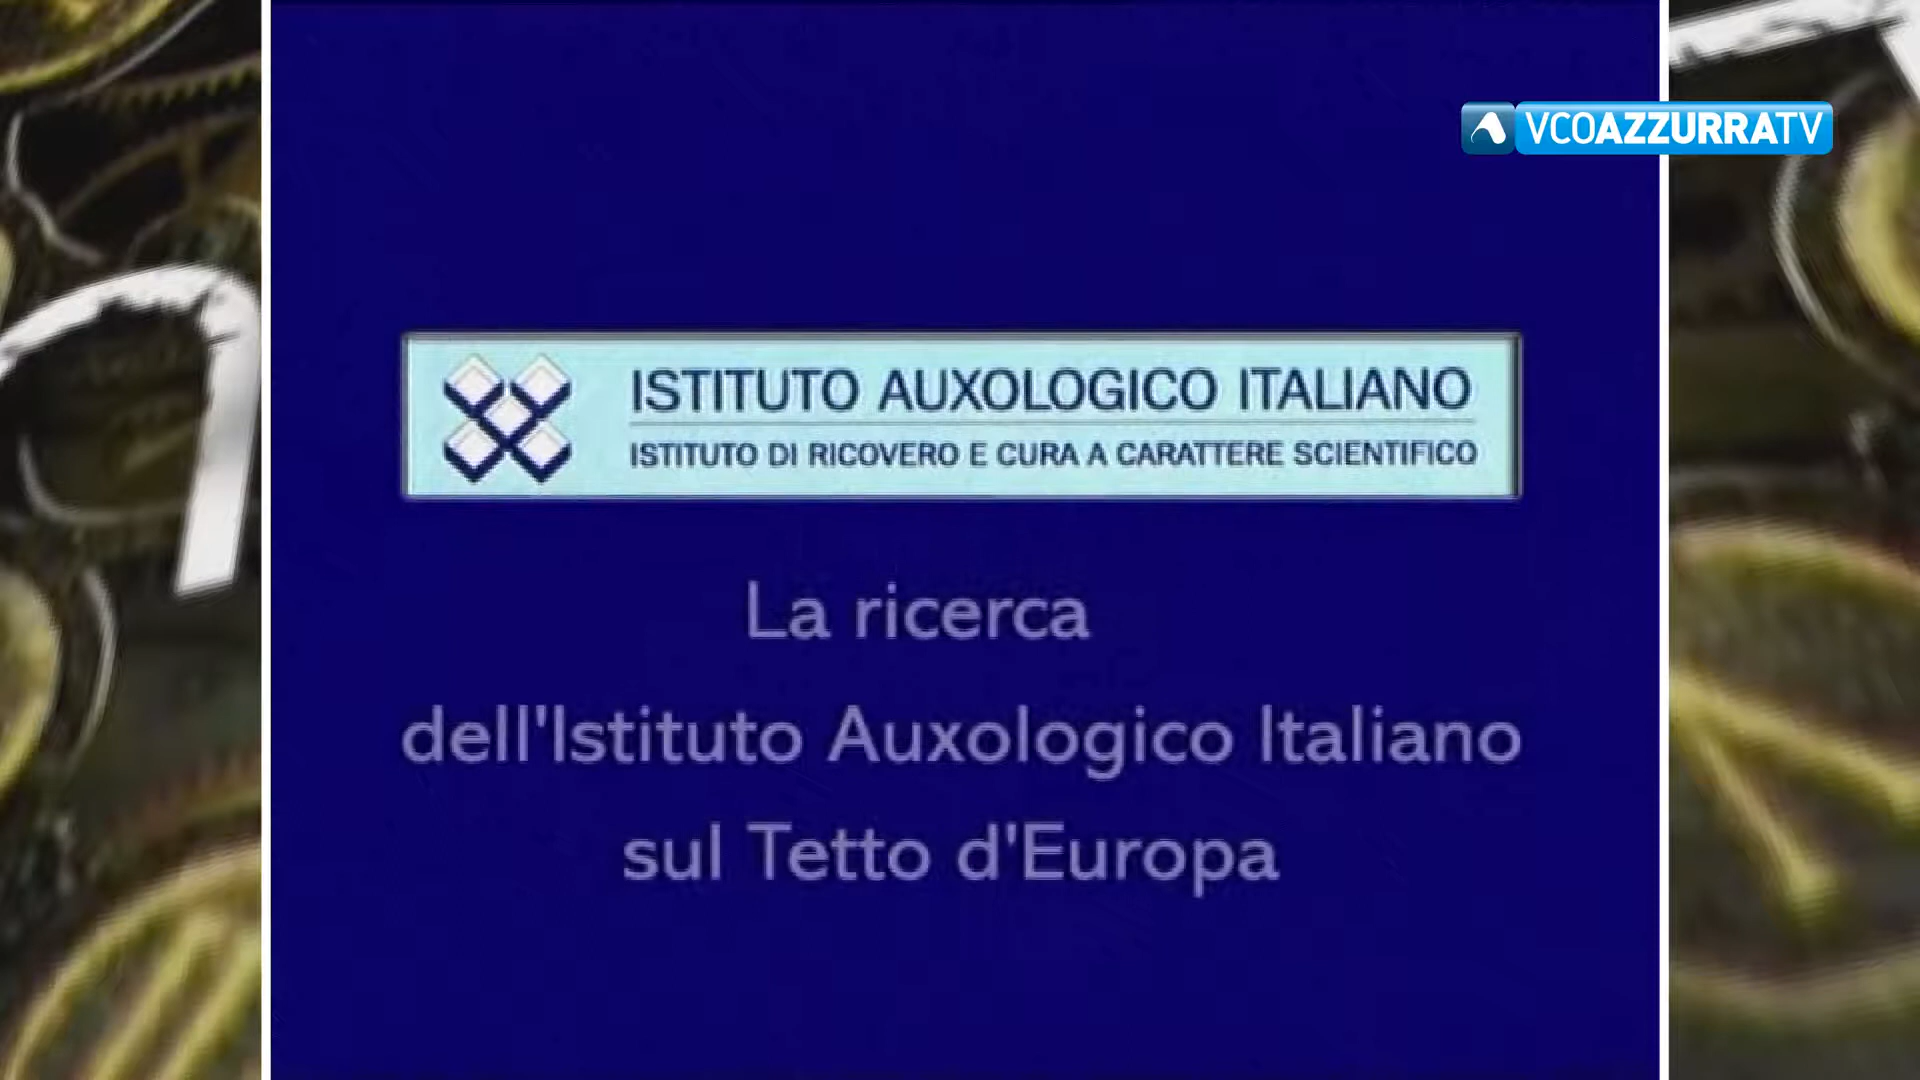 VCOAZZURRATV
ISTITUTO AUXOLOGICO ITALIANO
ISTITUTO DI RICOVERO E CURA A CARATTERE SCIENTIFICO
La ricerca
dell'Istituto Auxologico Italiano
sul Tetto d'Europa